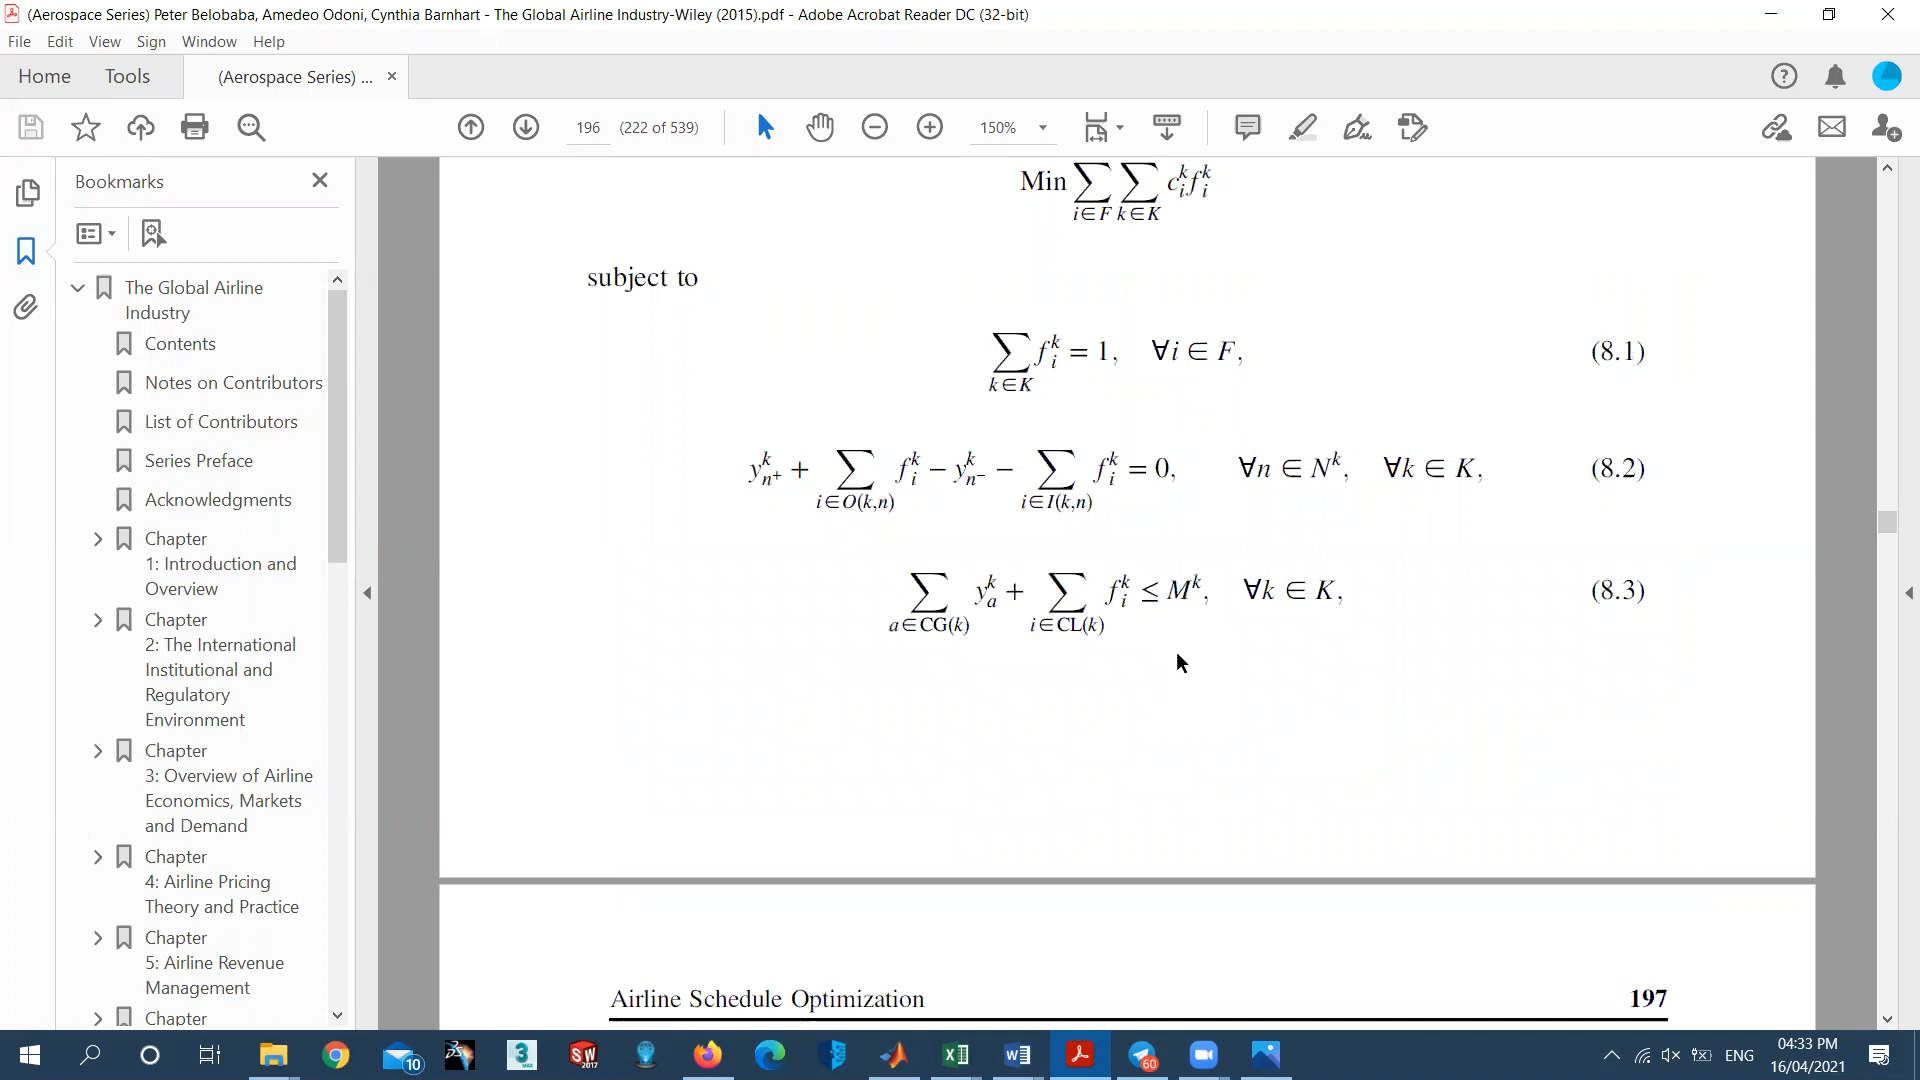 (Aerospace Series) Peter Belobaba, Amedeo Odoni, Cynthia Barnhart - The Global Airline Industry-Wiley (2015).pdf - Adobe Acrobat Reader DC (32-bit)
File Edit View Sign Window Help
Home Tools (Aerospace Series) ... ×
196 (222 of 539) 150%
Bookmarks
The Global Airline
Industry
Contents
Notes on Contributors
List of Contributors
Series Preface
Acknowledgments
Chapter
1: Introduction and
Overview
Chapter
2: The International
Institutional and
Regulatory
Environment
Chapter
3: Overview of Airline
Economics, Markets
and Demand
Chapter
4: Airline Pricing
Theory and Practice
Chapter
5: Airline Revenue
Management
Chapter
Min ∑_{i∈F} ∑_{k∈K} c_i^k f_i^k
subject to
∑_{k∈K} f_i^k = 1, ∀i ∈ F, (8.1)
y_{n^+}^k + ∑_{i∈O(k,n)} f_i^k − y_{n^-}^k − ∑_{i∈I(k,n)} f_i^k = 0, ∀n ∈ N^k, ∀k ∈ K, (8.2)
∑_{a∈CG(k)} y_a^k + ∑_{i∈CL(k)} f_i^k ≤ M^k, ∀k ∈ K, (8.3)
Airline Schedule Optimization 197
10 3 MAX SW 2017 60 ENG
04:33 PM
16/04/2021